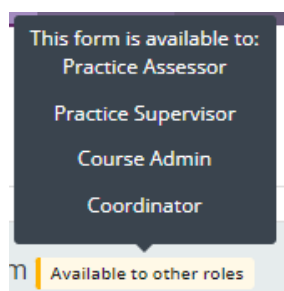 This form is available to:
Practice Assessor
Practice Supervisor
Course Admin
Coordinator
m Available to other roles